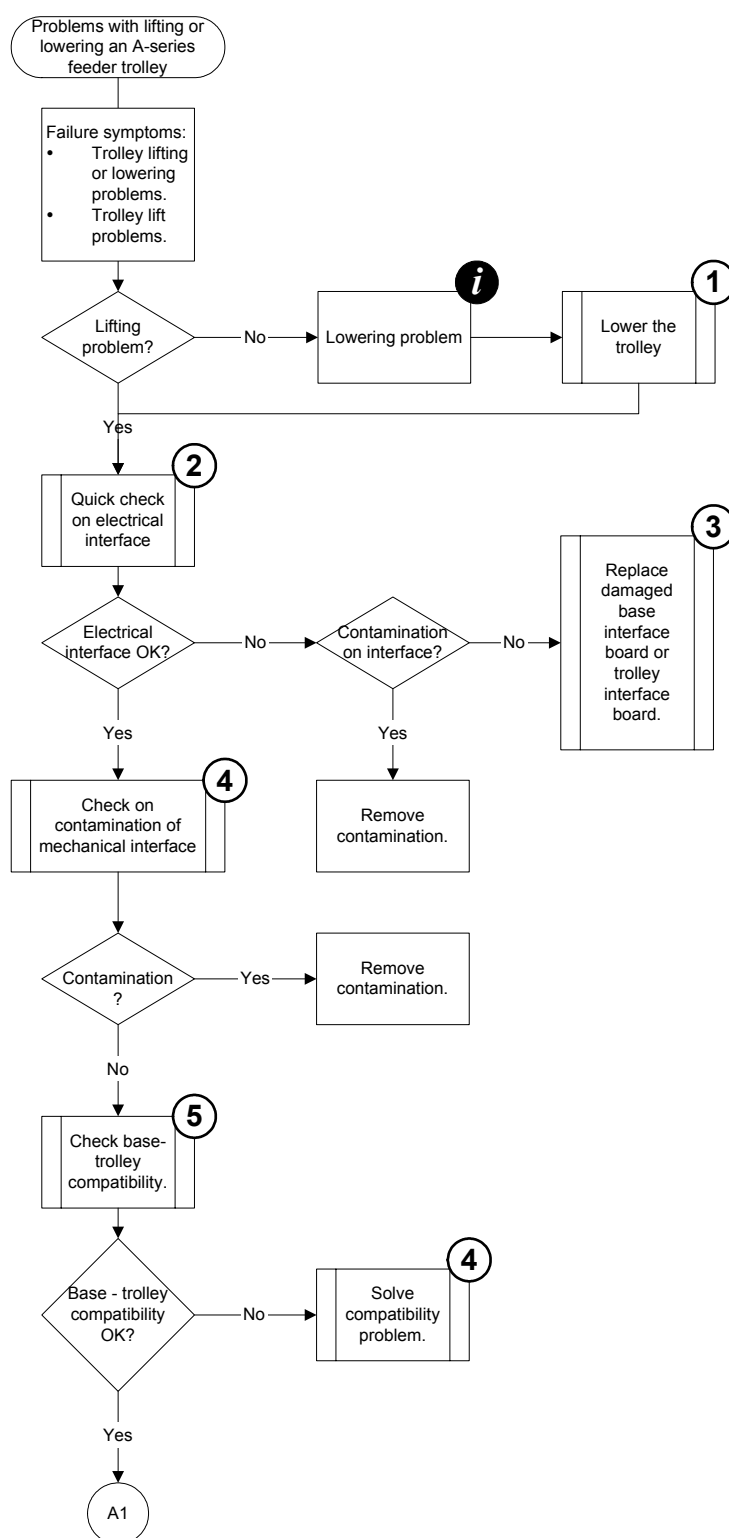 Problems with lifting or
lowering an A-series
feeder trolley
Failure symptoms:
• Trolley lifting
or lowering
problems.
• Trolley lift
problems.
i
1
Lifting
problem?
No
Lowering problem
Lower the
trolley
Yes
2
Quick check
on electrical
interface
3
Replace
damaged
base
interface
board or
trolley
interface
board.
Electrical
interface OK?
No
Contamination
on interface?
No
Yes
Yes
4
Check on
contamination of
mechanical interface
Remove
contamination.
Contamination
?
Yes
Remove
contamination.
No
5
Check base-
trolley
compatibility.
4
Base - trolley
compatibility
OK?
No
Solve
compatibility
problem.
Yes
A1